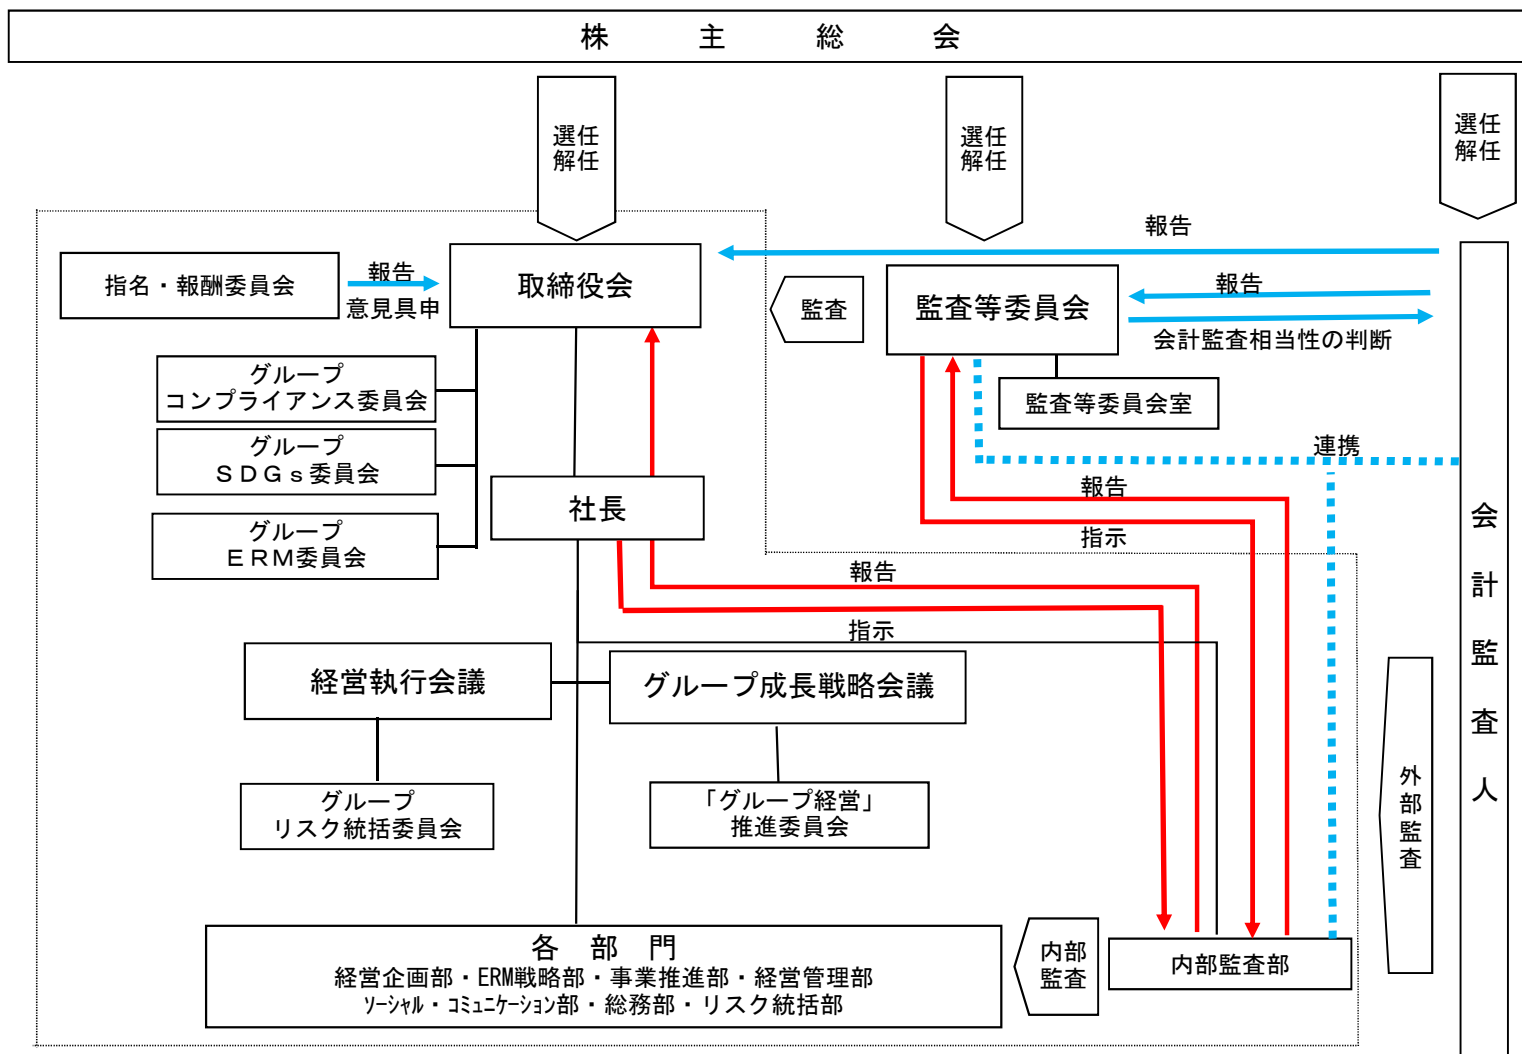 株主総会
選任
解任
選任
解任
選任
解任
報告
指名・報酬委員会
報告
意見具申
取締役会
監査
監査等委員会
報告
会計監査相当性の判断
グループ
コンプライアンス委員会
監査等委員会室
グループ
ＳＤＧｓ委員会
連携
社長
報告
指示
グループ
ＥＲＭ委員会
会計監査人
報告
指示
経営執行会議
グループ成長戦略会議
外部監査
グループ
リスク統括委員会
「グループ経営」
推進委員会
各部門
経営企画部・ERM戦略部・事業推進部・経営管理部
ｿｰｼｬﾙ・ｺﾐｭﾆｹｰｼｮﾝ部・総務部・リスク統括部
内部
監査
内部監査部